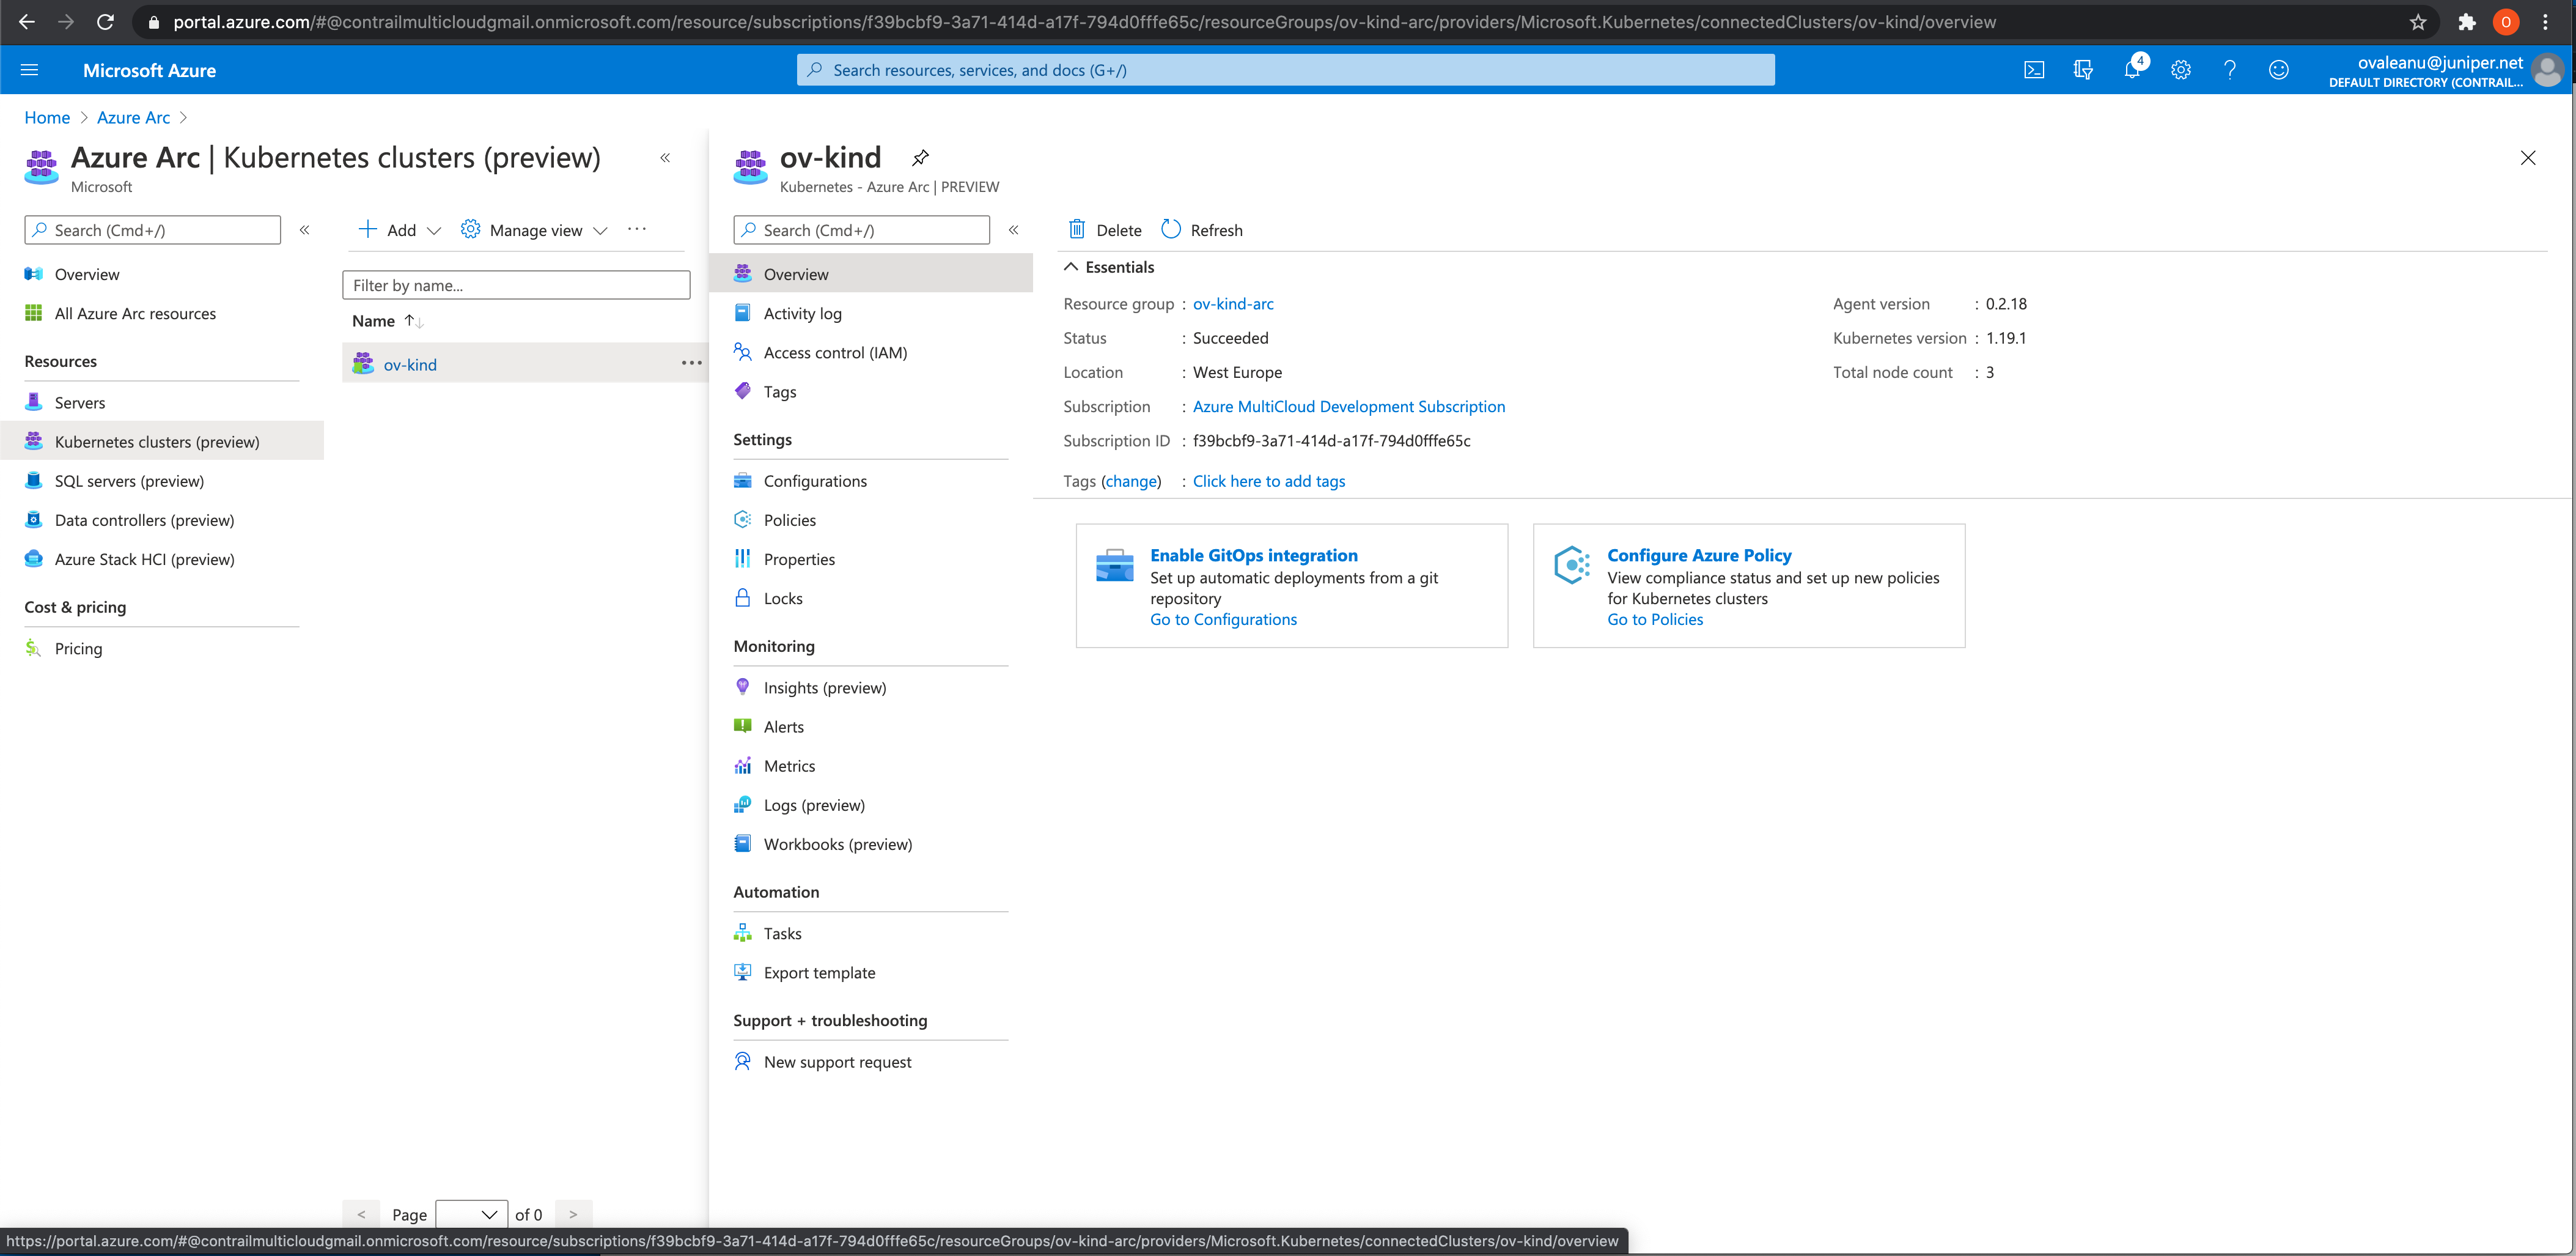 portal.azure.com/#@contrailmulticloudgmail.onmicrosoft.com/resource/subscriptions/f39bcbf9-3a71-414d-a17f-794d0fffe65c/resourceGroups/ov-kind-arc/providers/Microsoft.Kubernetes/connectedClusters/ov-kind/overview
O
Microsoft Azure
Search resources, services, and docs (G+/)
4
ovaleanu@juniper.net
DEFAULT DIRECTORY (CONTRAIL...
Home > Azure Arc >
Azure Arc | Kubernetes clusters (preview)
Microsoft
Search (Cmd+/)
Overview
All Azure Arc resources
Resources
Servers
Kubernetes clusters (preview)
SQL servers (preview)
Data controllers (preview)
Azure Stack HCI (preview)
Cost & pricing
Pricing
Add
Manage view
...
Filter by name...
Name
ov-kind
...
< Page of 0 >
ov-kind
Kubernetes - Azure Arc | PREVIEW
Search (Cmd+/)
Overview
Activity log
Access control (IAM)
Tags
Settings
Configurations
Policies
Properties
Locks
Monitoring
Insights (preview)
Alerts
Metrics
Logs (preview)
Workbooks (preview)
Automation
Tasks
Export template
Support + troubleshooting
New support request
Delete
Refresh
Essentials
Resource group : ov-kind-arc
Status : Succeeded
Location : West Europe
Subscription : Azure MultiCloud Development Subscription
Subscription ID : f39bcbf9-3a71-414d-a17f-794d0fffe65c
Tags (change) : Click here to add tags
Agent version : 0.2.18
Kubernetes version : 1.19.1
Total node count : 3
Enable GitOps integration
Set up automatic deployments from a git
repository
Go to Configurations
Configure Azure Policy
View compliance status and set up new policies
for Kubernetes clusters
Go to Policies
https://portal.azure.com/#@contrailmulticloudgmail.onmicrosoft.com/resource/subscriptions/f39bcbf9-3a71-414d-a17f-794d0fffe65c/resourceGroups/ov-kind-arc/providers/Microsoft.Kubernetes/connectedClusters/ov-kind/overview